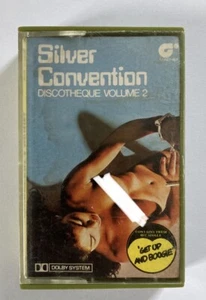 Silver
Convention
DISCOTHEQUE VOLUME 2
'GET UP
AND BOOGIE'
DOLBY SYSTEM